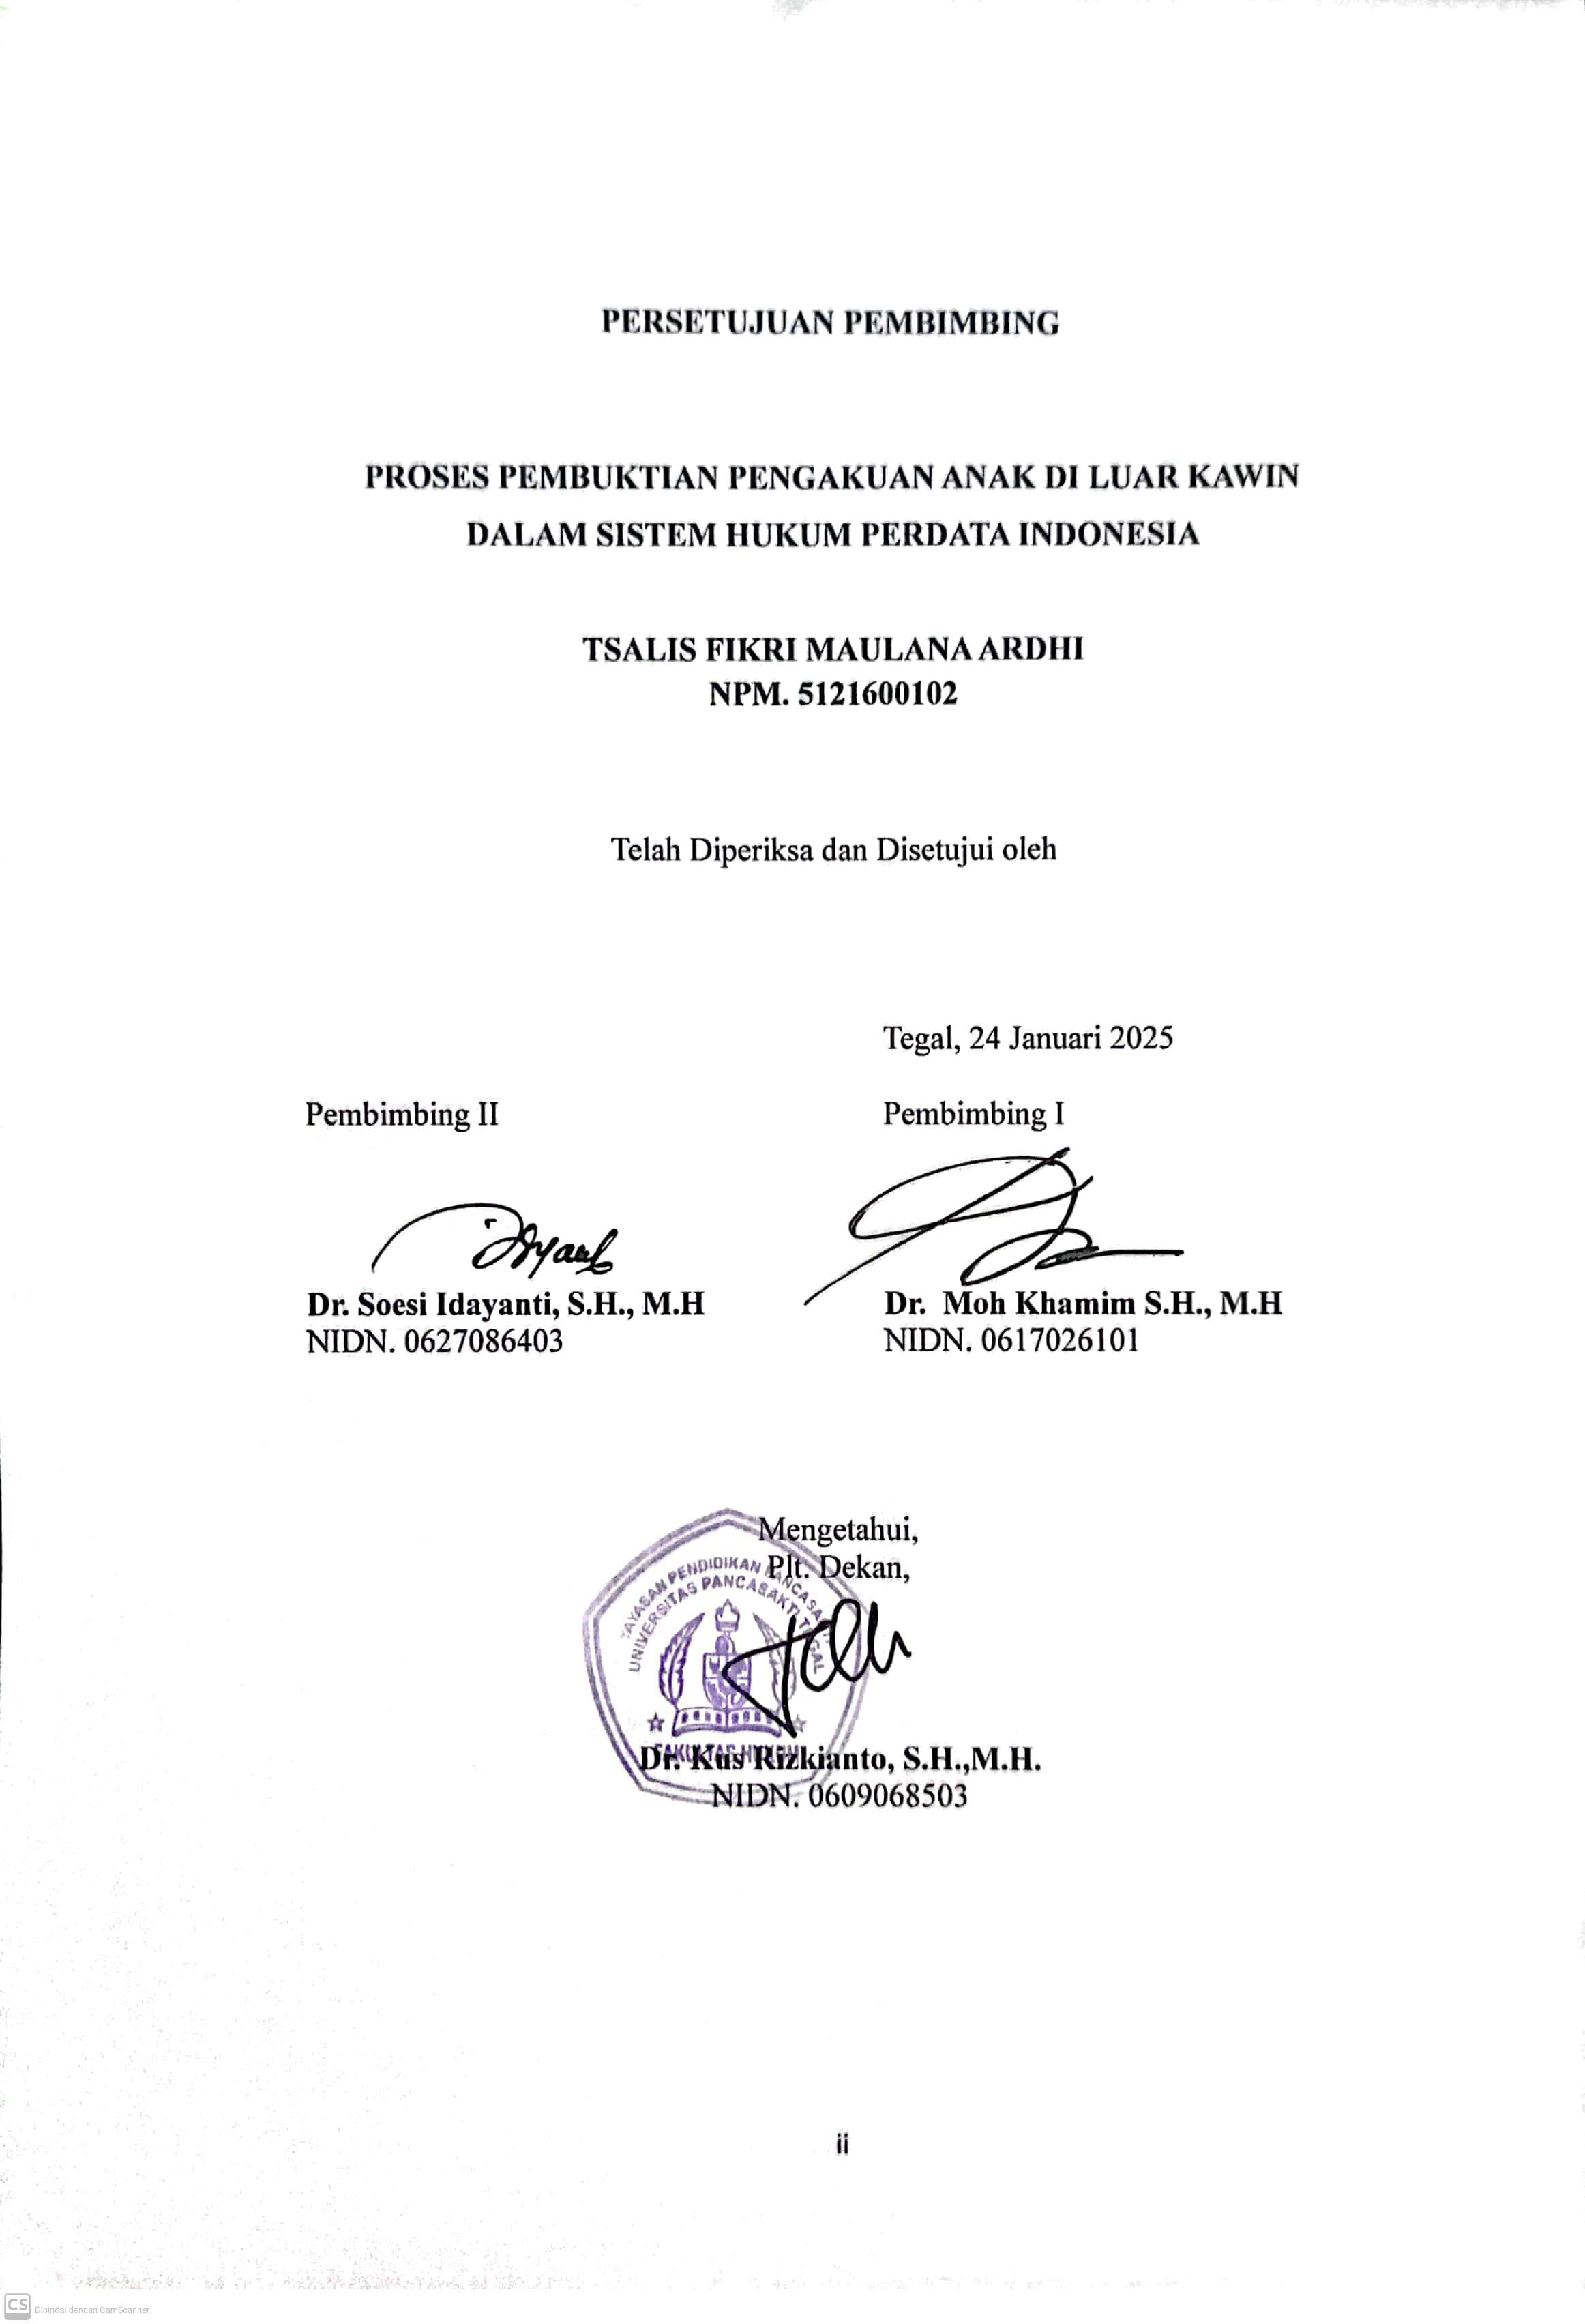 PERSETUJUAN PEMBIMBING
PROSES PEMBUKTIAN PENGAKUAN ANAK DI LUAR KAWIN
DALAM SISTEM HUKUM PERDATA INDONESIA
TSALIS FIKRI MAULANA ARDHI
NPM. 5121600102
Telah Diperiksa dan Disetujui oleh
Tegal, 24 Januari 2025
Pembimbing II
Pembimbing I
Dr. Soesi Idayanti, S.H., M.H
NIDN. 0627086403
Dr. Moh Khamim S.H., M.H
NIDN. 0617026101
Mengetahui,
Plt. Dekan,
YAYASAN PENDIDIKAN PANCASAKTI
UNIVERSITAS PANCASAKTI TEGAL
FAKULTAS HUKUM
Dr. Kus Rizkianto, S.H.,M.H.
NIDN. 0609068503
ii
CS Dipindai dengan CamScanner